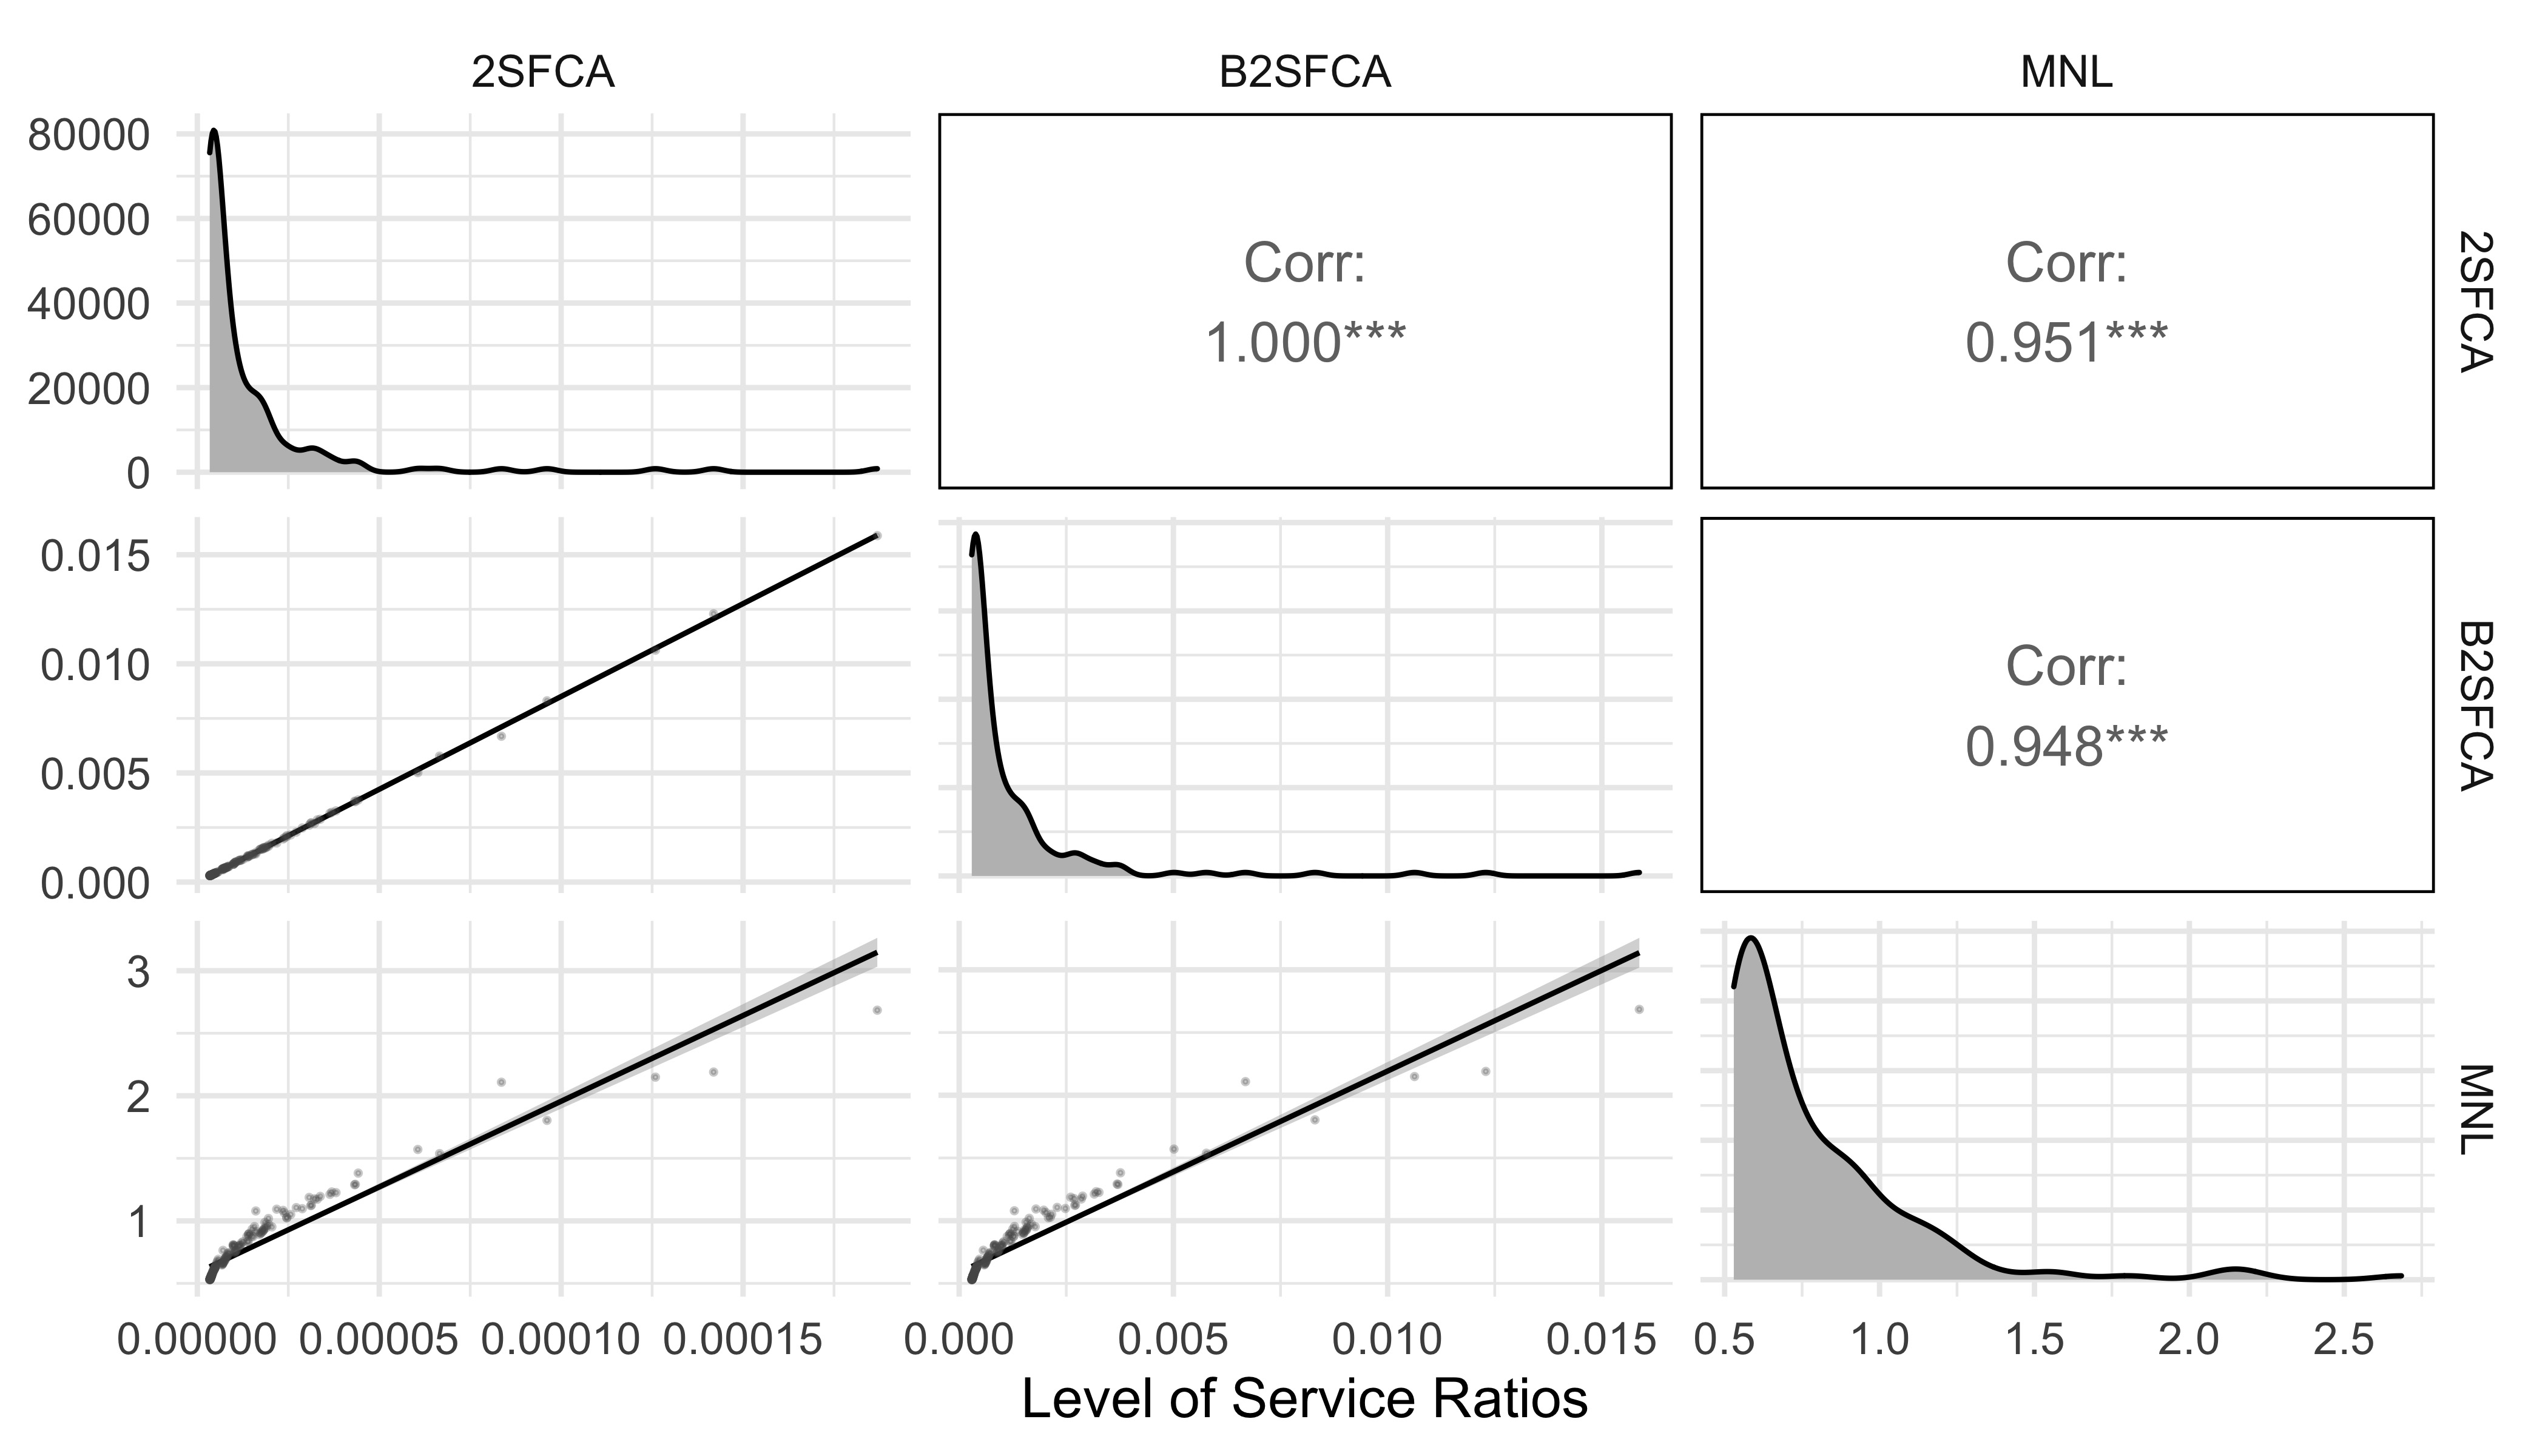 2SFCA
B2SFCA
MNL
80000
60000
40000
20000
0
Corr:
1.000***
Corr:
0.951***
2SFCA
0.015
0.010
0.005
0.000
Corr:
0.948***
B2SFCA
3
2
1
MNL
0.00000 0.00005 0.00010 0.00015
0.000 0.005 0.010 0.015
0.5 1.0 1.5 2.0 2.5
Level of Service Ratios